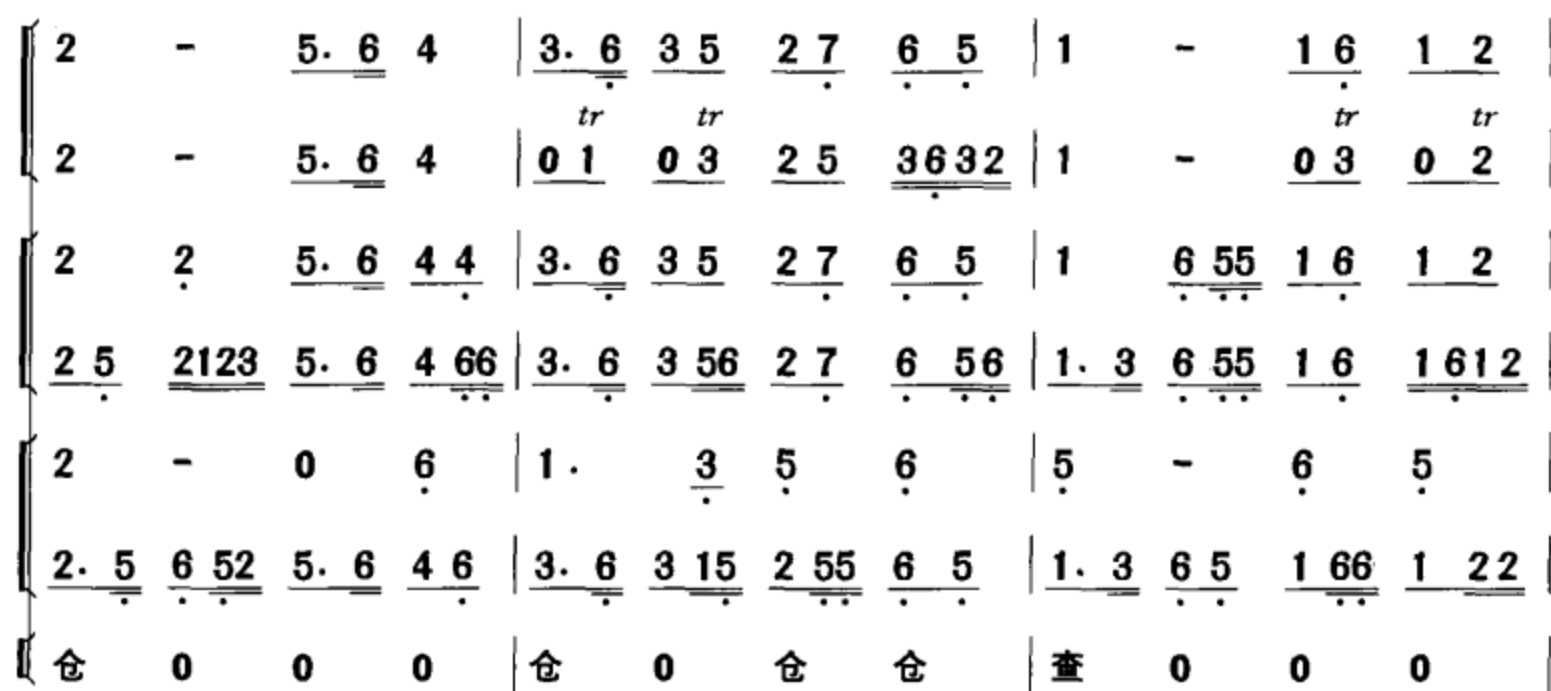 2 - 5. 6 4 | 3. 6 3 5 2 7 6 5 | 1 - 1 6 1 2 |
tr tr tr tr
2 - 5. 6 4 | 0 1 0 3 2 5 3632 | 1 - 0 3 0 2 |
2 2 5. 6 4 4 | 3. 6 3 5 2 7 6 5 | 1 6 55 1 6 1 2 |
2 5 2123 5. 6 4 66 | 3. 6 3 56 2 7 6 56 | 1. 3 6 55 1 6 1612 |
2 - 0 6 | 1. 3 5 6 | 5 - 6 5 |
2. 5 6 52 5. 6 4 6 | 3. 6 3 15 2 55 6 5 | 1. 3 6 5 1 66 1 22 |
仓 0 0 0 | 仓 0 仓 仓 | 查 0 0 0 |